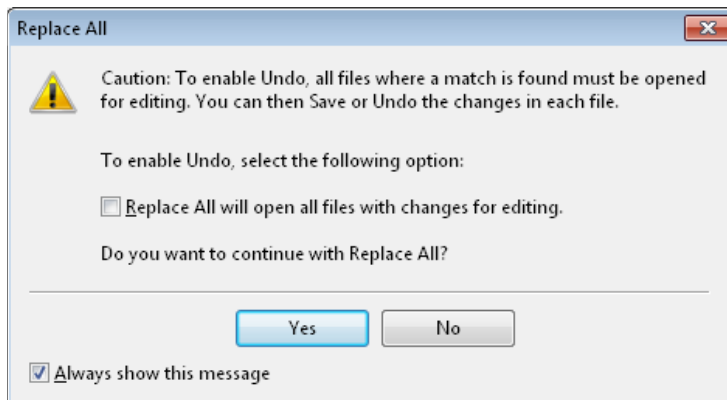 Replace All
Caution: To enable Undo, all files where a match is found must be opened
for editing. You can then Save or Undo the changes in each file.
To enable Undo, select the following option:
Replace All will open all files with changes for editing.
Do you want to continue with Replace All?
Yes
No
Always show this message